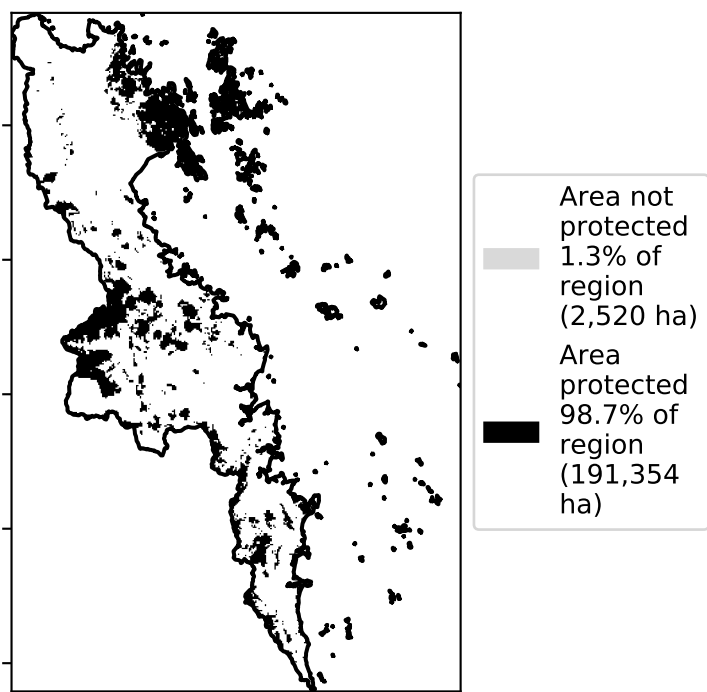 Area not
protected
1.3% of
region
(2,520 ha)
Area
protected
98.7% of
region
(191,354
ha)